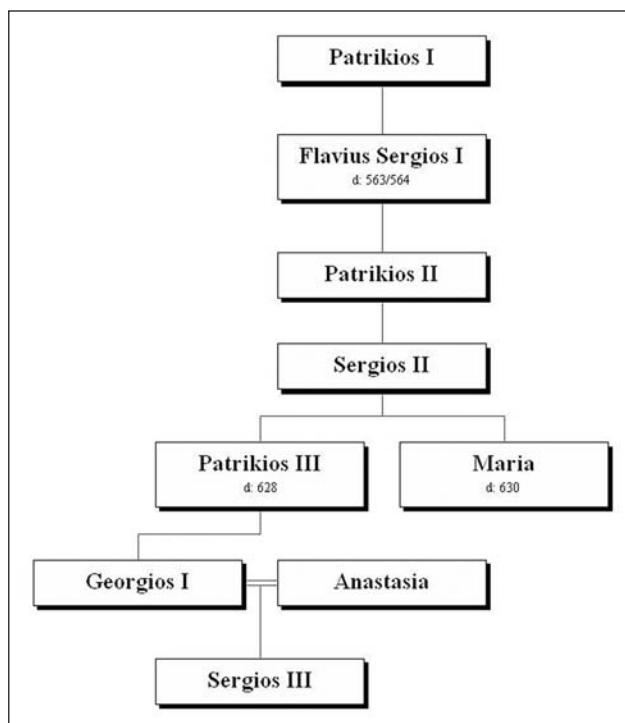 Patrikios I
Flavius Sergios I
d: 563/564
Patrikios II
Sergios II
Patrikios III
d: 628
Maria
d: 630
Georgios I
Anastasia
Sergios III